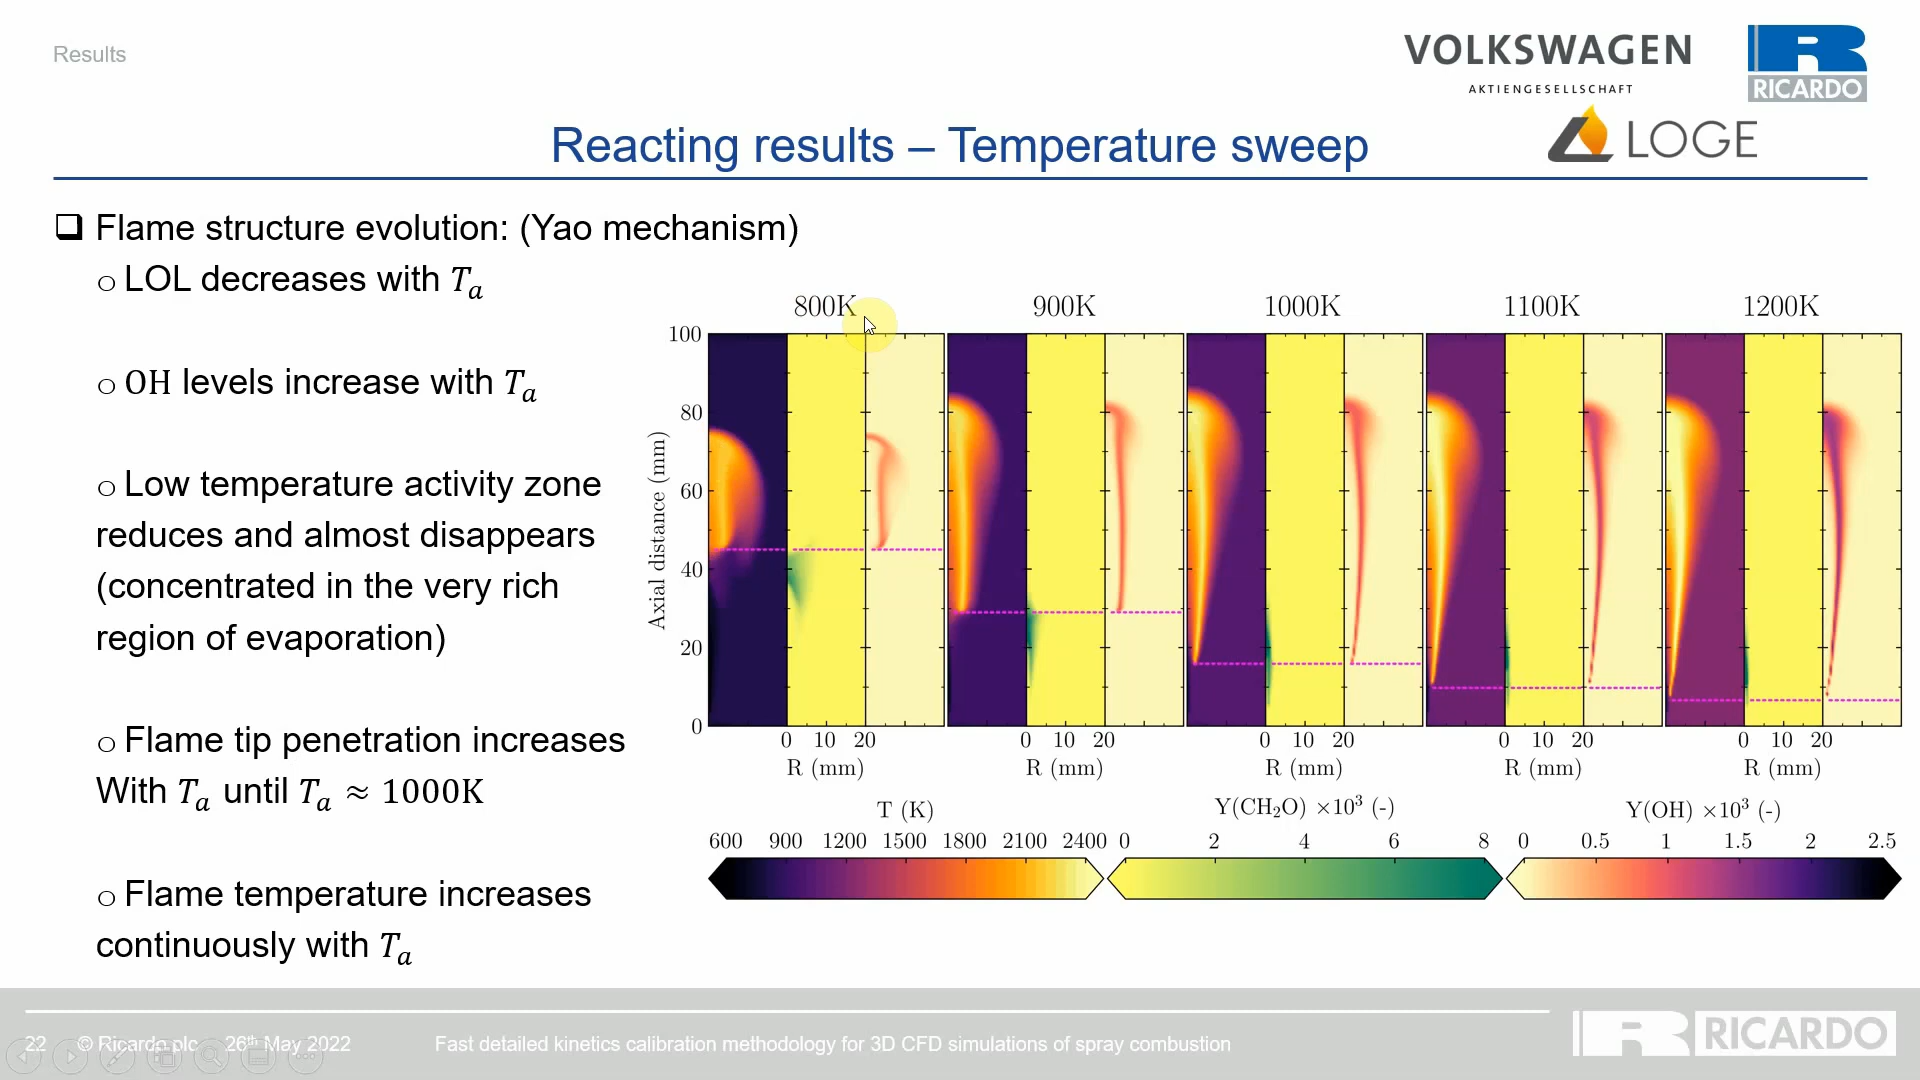 Results
VOLKSWAGEN
AKTIENGESELLSCHAFT
RICARDO
LOGE
Reacting results – Temperature sweep
❑ Flame structure evolution: (Yao mechanism)
o LOL decreases with Tₐ
o OH levels increase with Tₐ
o Low temperature activity zone
reduces and almost disappears
(concentrated in the very rich
region of evaporation)
o Flame tip penetration increases
With Tₐ until Tₐ ≈ 1000K
o Flame temperature increases
continuously with Tₐ
800K 900K 1000K 1100K 1200K
100
80
60
40
20
0
Axial distance (mm)
0 10 20 0 10 20 0 10 20 0 10 20 0 10 20
R (mm) R (mm) R (mm) R (mm) R (mm)
T (K) Y(CH₂O) ×10³ (-) Y(OH) ×10³ (-)
600 900 1200 1500 1800 2100 2400 0 2 4 6 8 0 0.5 1 1.5 2 2.5
22 © Ricardo plc 26th May 2022 Fast detailed kinetics calibration methodology for 3D CFD simulations of spray combustion
RICARDO